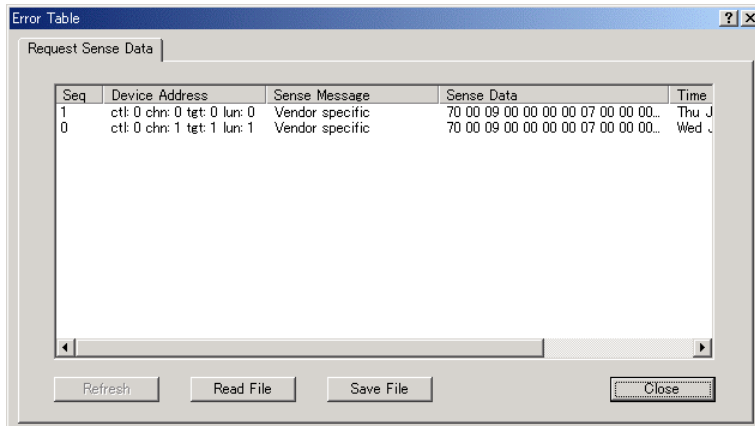 Error Table
Request Sense Data
Seq Device Address Sense Message Sense Data Time
1 ctl: 0 chn: 0 tgt: 0 lun: 0 Vendor specific 70 00 09 00 00 00 00 07 00 00 00... Thu J
0 ctl: 0 chn: 1 tgt: 1 lun: 1 Vendor specific 70 00 09 00 00 00 00 07 00 00 00... Wed J
Refresh Read File Save File Close